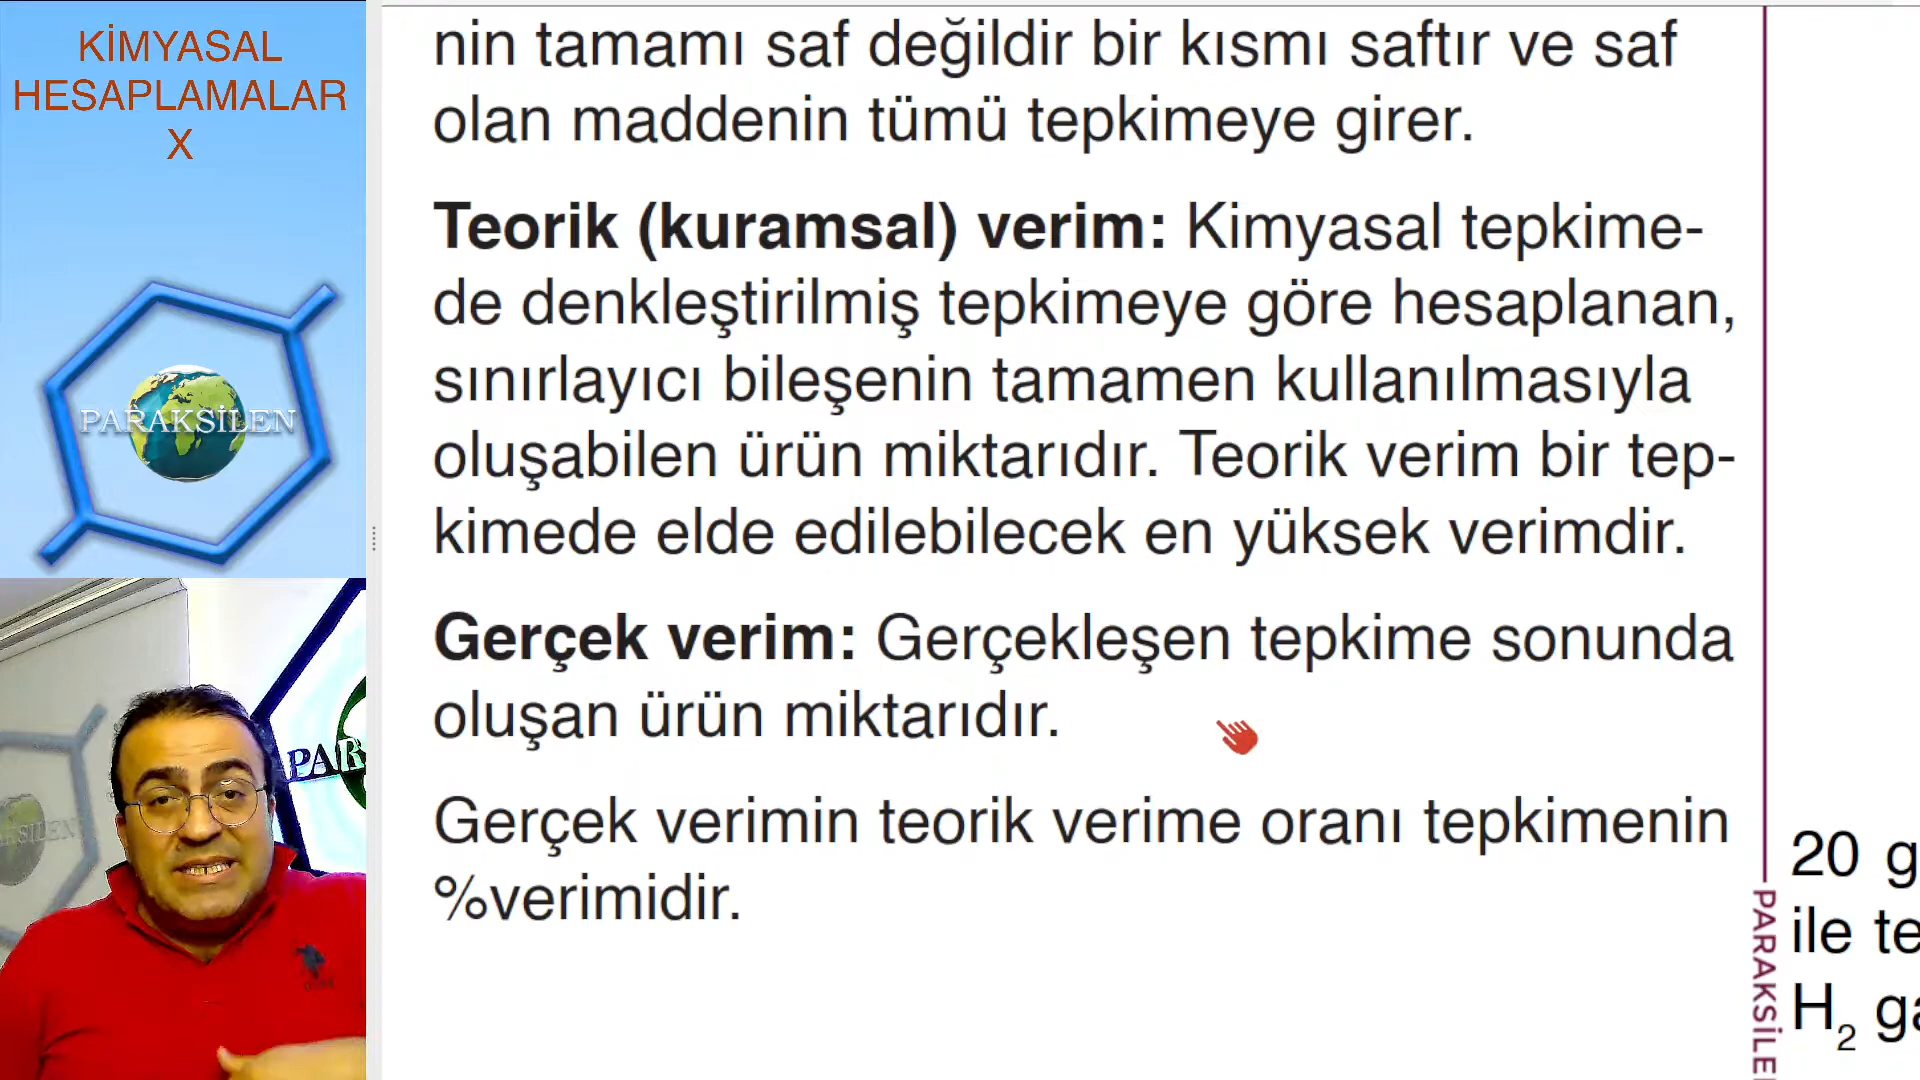 KİMYASAL
HESAPLAMALAR
X
PARAKSİLEN
nin tamamı saf değildir bir kısmı saftır ve saf
olan maddenin tümü tepkimeye girer.
Teorik (kuramsal) verim: Kimyasal tepkime-
de denkleştirilmiş tepkimeye göre hesaplanan,
sınırlayıcı bileşenin tamamen kullanılmasıyla
oluşabilen ürün miktarıdır. Teorik verim bir tep-
kimede elde edilebilecek en yüksek verimdir.
Gerçek verim: Gerçekleşen tepkime sonunda
oluşan ürün miktarıdır.
Gerçek verimin teorik verime oranı tepkimenin
%verimidir.
20 g
ile te
H₂ ga
PARAKSİLE
PAR